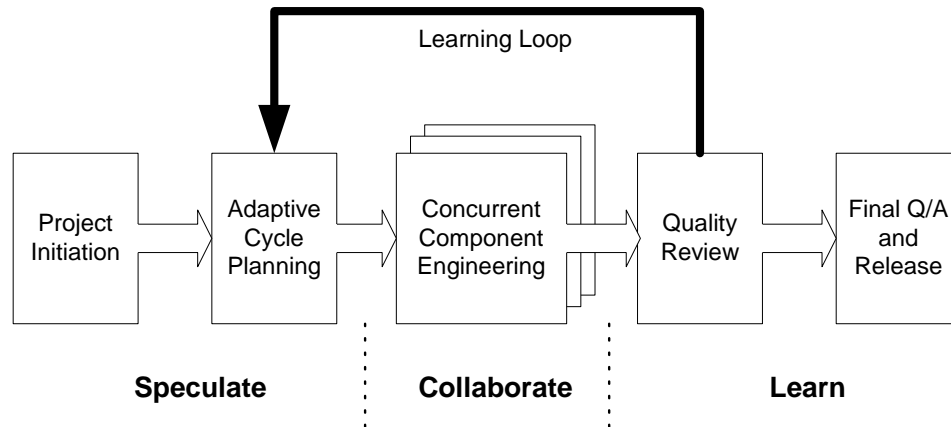 Learning Loop
Project
Initiation
Adaptive
Cycle
Planning
Concurrent
Component
Engineering
Quality
Review
Final Q/A
and
Release
Speculate
Collaborate
Learn